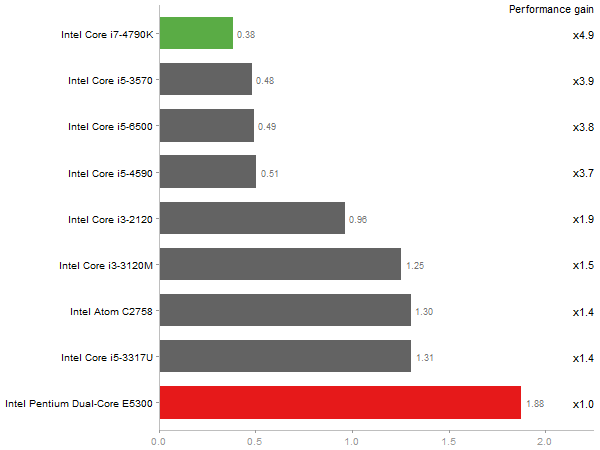 Performance gain
Intel Core i7-4790K 0.38 x4.9
Intel Core i5-3570 0.48 x3.9
Intel Core i5-6500 0.49 x3.8
Intel Core i5-4590 0.51 x3.7
Intel Core i3-2120 0.96 x1.9
Intel Core i3-3120M 1.25 x1.5
Intel Atom C2758 1.30 x1.4
Intel Core i5-3317U 1.31 x1.4
Intel Pentium Dual-Core E5300 1.88 x1.0
0.0 0.5 1.0 1.5 2.0